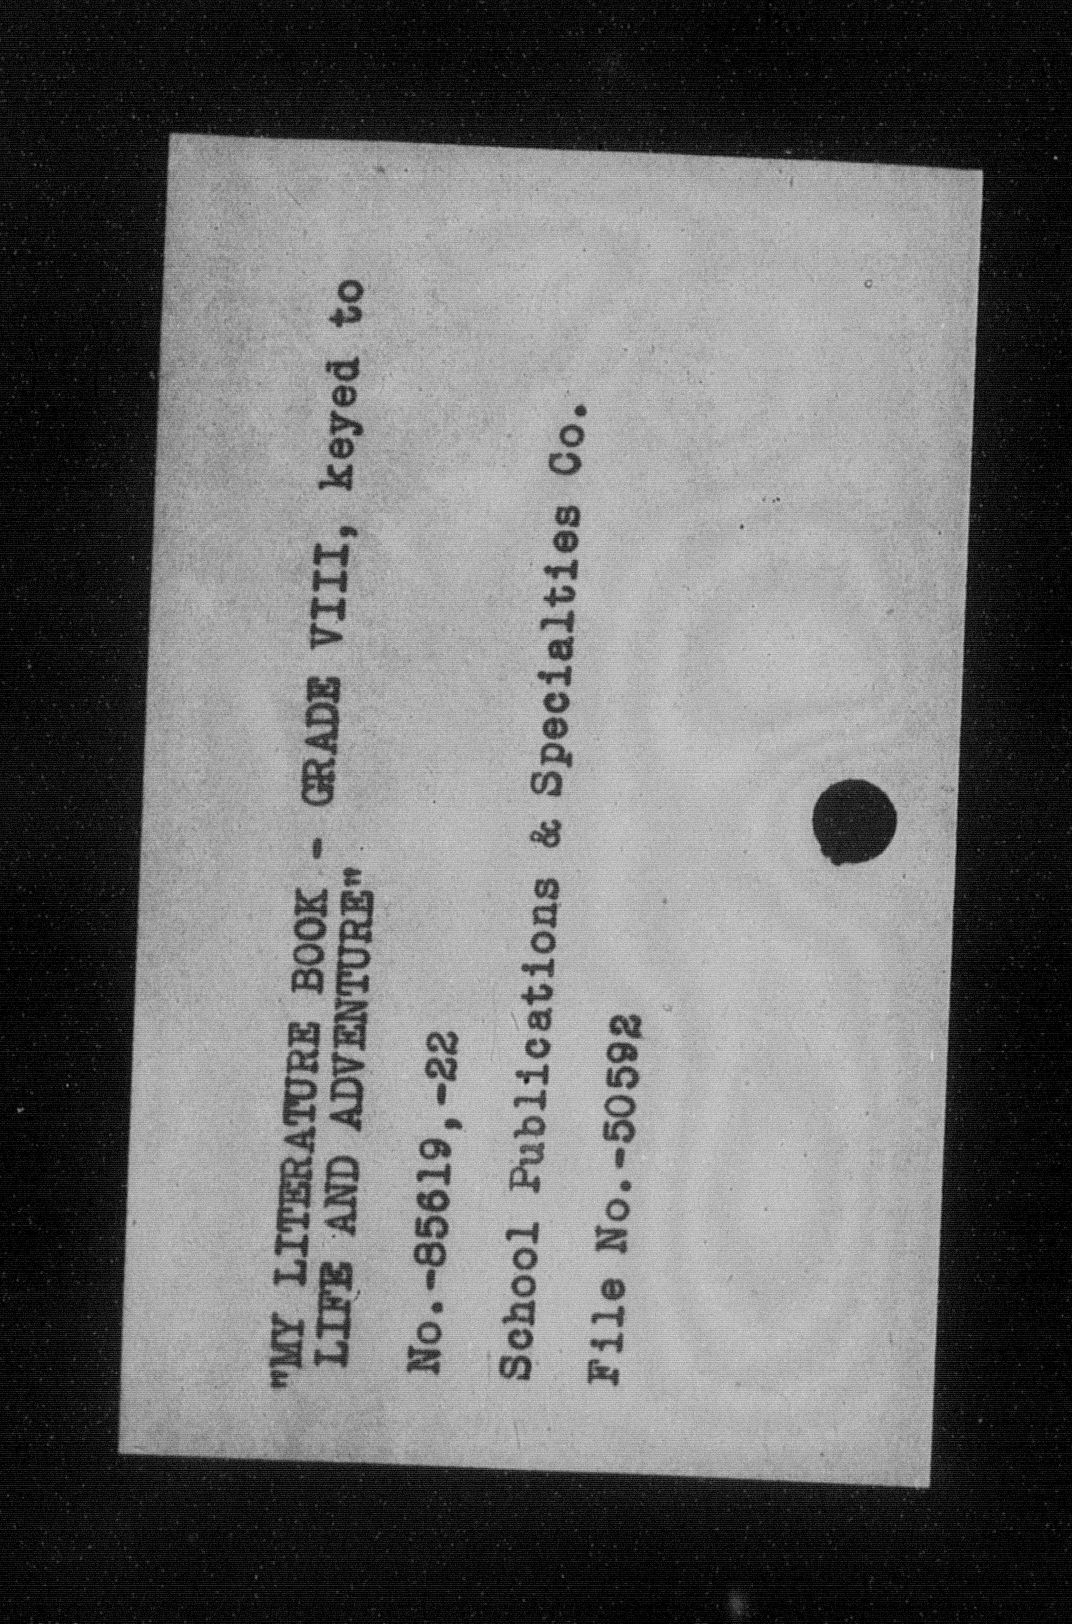 "MY LITERATURE BOOK - GRADE VIII, keyed to
LIFE AND ADVENTURE"
No.-85619,-22
School Publications & Specialties Co.
File No.-50592